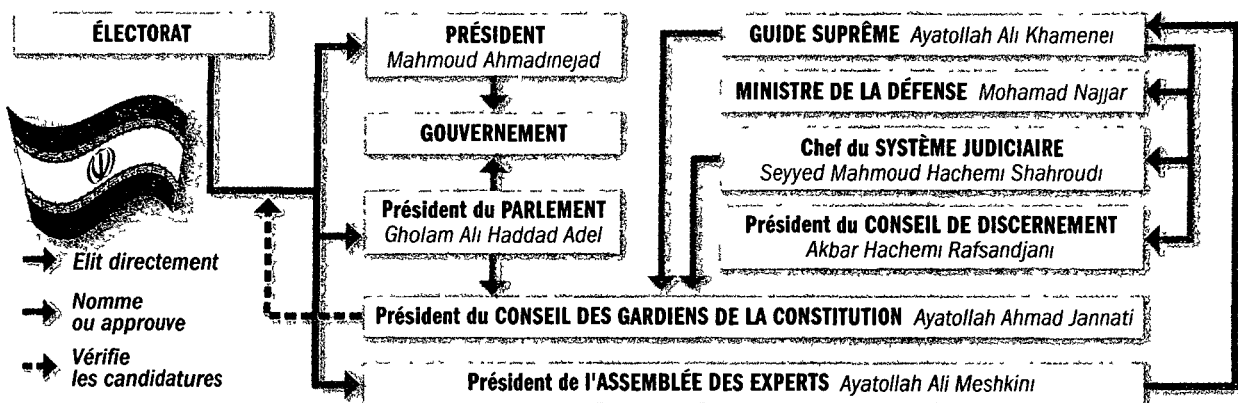 ÉLECTORAT
PRÉSIDENT
Mahmoud Ahmadinejad
GOUVERNEMENT
Président du PARLEMENT
Gholam Ali Haddad Adel
GUIDE SUPRÊME Ayatollah Ali Khamenei
MINISTRE DE LA DÉFENSE Mohamad Najjar
Chef du SYSTÈME JUDICIAIRE
Seyyed Mahmoud Hachemi Shahroudi
Président du CONSEIL DE DISCERNEMENT
Akbar Hachemi Rafsandjani
Président du CONSEIL DES GARDIENS DE LA CONSTITUTION Ayatollah Ahmad Jannati
Président de l'ASSEMBLÉE DES EXPERTS Ayatollah Ali Meshkini
Elit directement
Nomme
ou approuve
Vérifie
les candidatures